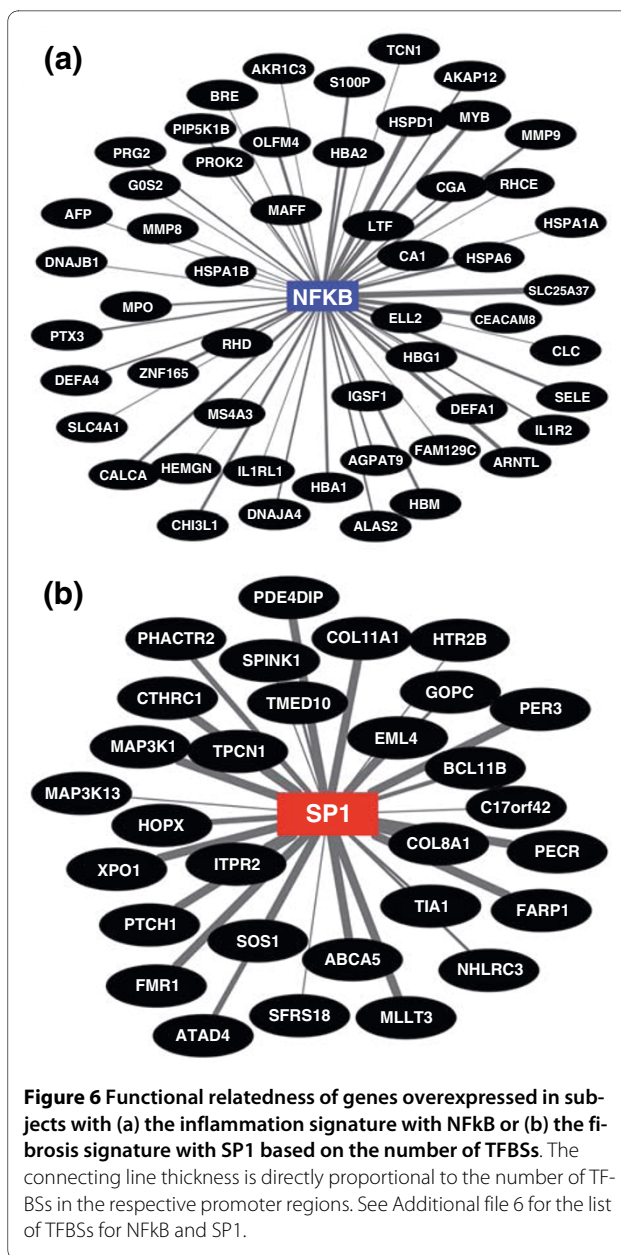 (a)
TCN1
AKR1C3
S100P
AKAP12
BRE
HSPD1
MYB
PIP5K1B
OLFM4
MMP9
PRG2
PROK2
HBA2
G0S2
CGA
RHCE
AFP
MAFF
LTF
HSPA1A
MMP8
CA1
DNAJB1
HSPA1B
HSPA6
NFKB
SLC25A37
MPO
ELL2
CEACAM8
PTX3
RHD
HBG1
CLC
DEFA4
ZNF165
IGSF1
SELE
SLC4A1
MS4A3
DEFA1
IL1R2
CALCA
HEMGN
IL1RL1
AGPAT9
FAM129C
ARNTL
HBA1
CHI3L1
DNAJA4
ALAS2
HBM
(b)
PDE4DIP
PHACTR2
COL11A1
HTR2B
SPINK1
CTHRC1
TMED10
GOPC
PER3
MAP3K1
TPCN1
EML4
BCL11B
MAP3K13
SP1
C17orf42
HOPX
COL8A1
PECR
XPO1
ITPR2
PTCH1
TIA1
FARP1
SOS1
ABCA5
NHLRC3
FMR1
SFRS18
MLLT3
ATAD4
Figure 6 Functional relatedness of genes overexpressed in sub-
jects with (a) the inflammation signature with NFkB or (b) the fi-
brosis signature with SP1 based on the number of TFBSs. The
connecting line thickness is directly proportional to the number of TF-
BSs in the respective promoter regions. See Additional file 6 for the list
of TFBSs for NFkB and SP1.